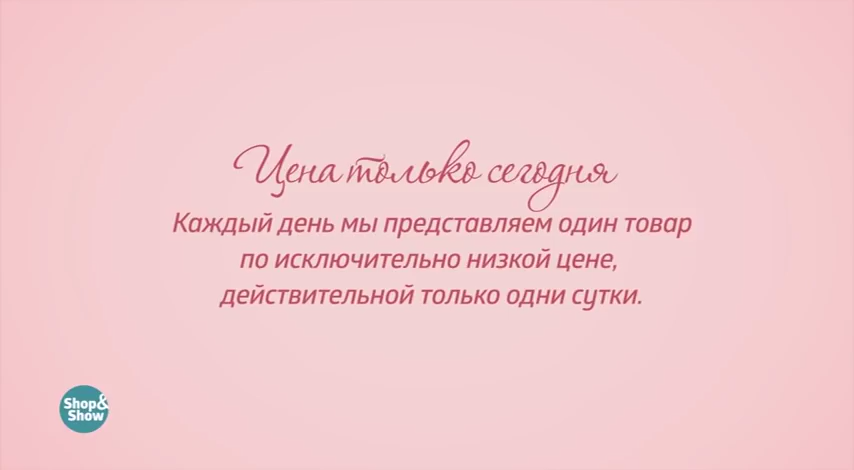 Цена только сегодня
Каждый день мы представляем один товар
по исключительно низкой цене,
действительной только одни сутки.
Shop&
Show